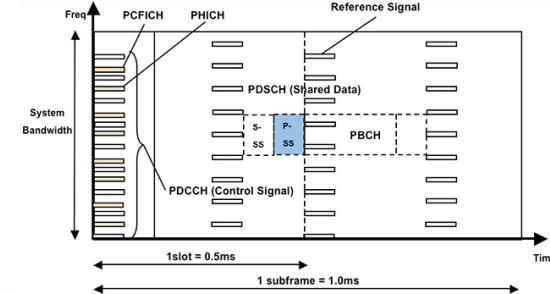 Freq
PCFICH
PHICH
Reference Signal
PDSCH (Shared Data)
System
Bandwidth
S-
SS
P-
SS
PBCH
PDCCH (Control Signal)
Tim
1slot = 0.5ms
1 subframe = 1.0ms